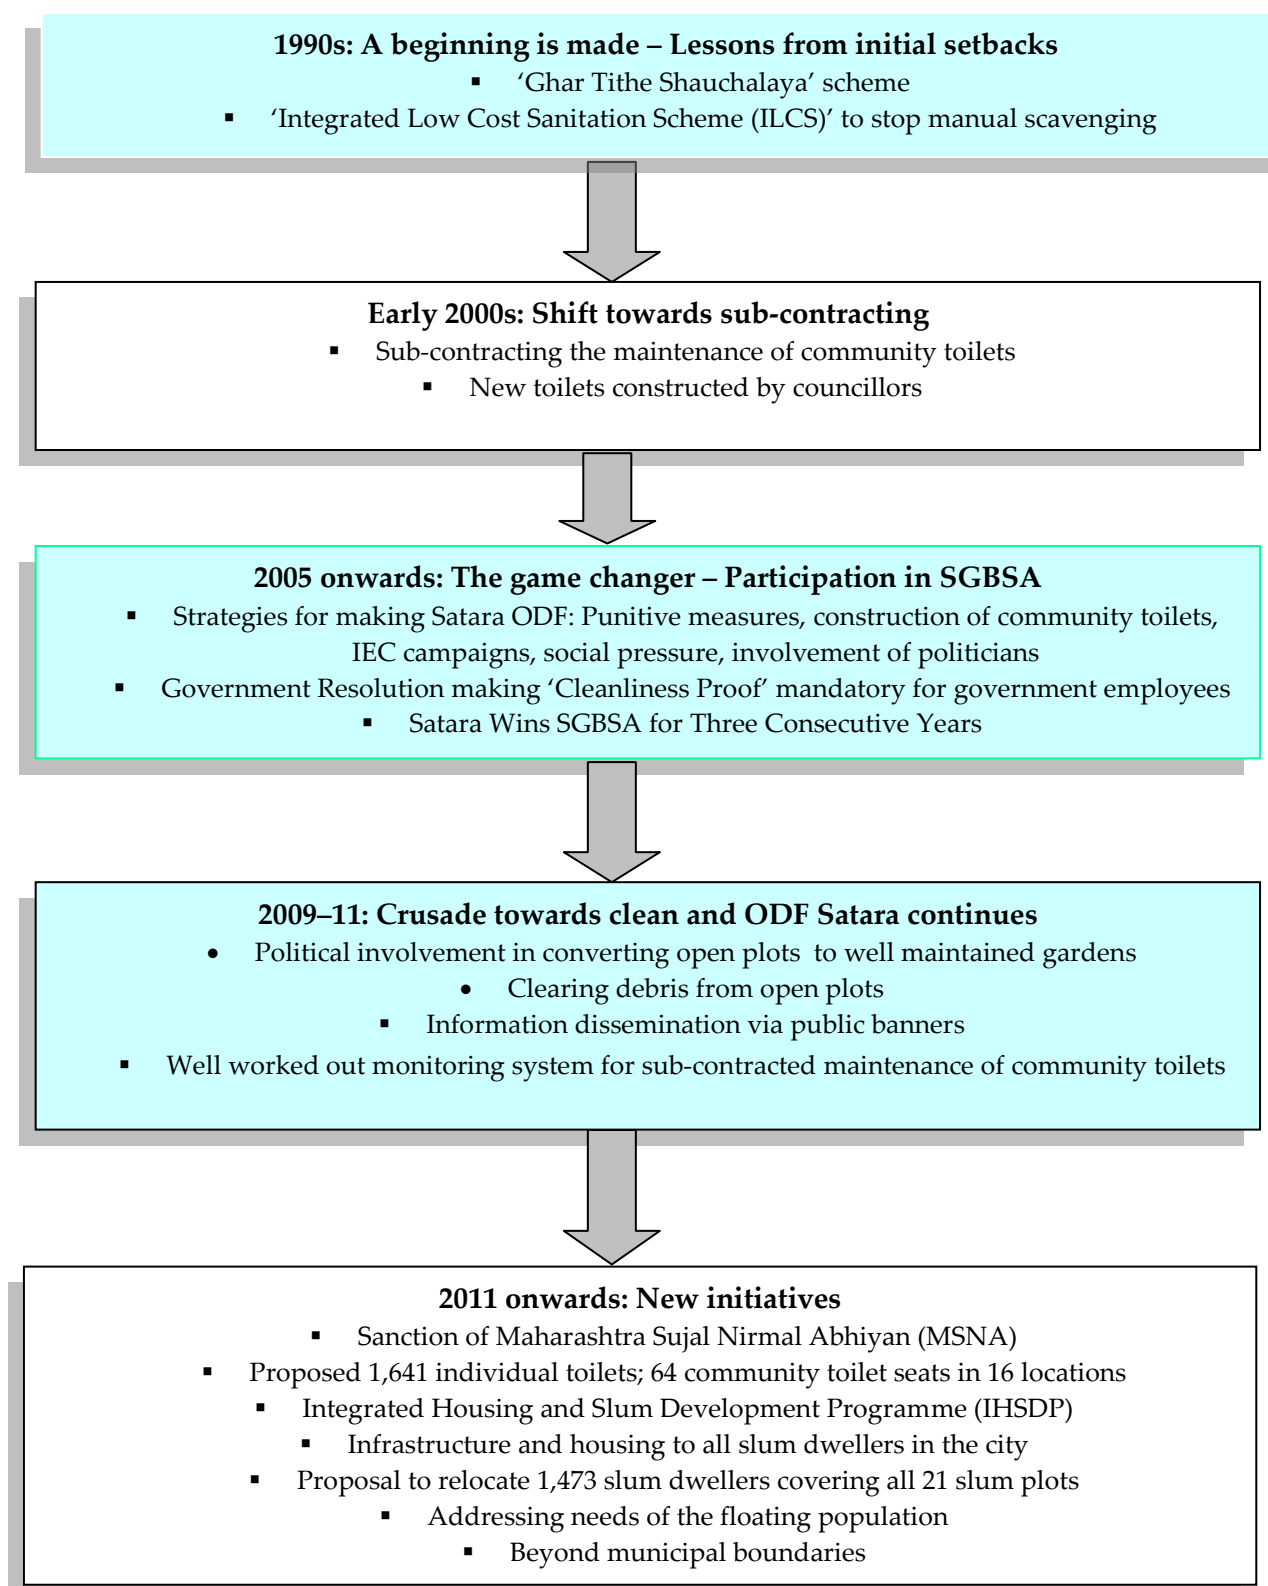 1990s: A beginning is made – Lessons from initial setbacks
▪ ‘Ghar Tithe Shauchalaya’ scheme
▪ ‘Integrated Low Cost Sanitation Scheme (ILCS)’ to stop manual scavenging
Early 2000s: Shift towards sub-contracting
▪ Sub-contracting the maintenance of community toilets
▪ New toilets constructed by councillors
2005 onwards: The game changer – Participation in SGBSA
▪ Strategies for making Satara ODF: Punitive measures, construction of community toilets,
IEC campaigns, social pressure, involvement of politicians
▪ Government Resolution making ‘Cleanliness Proof’ mandatory for government employees
▪ Satara Wins SGBSA for Three Consecutive Years
2009–11: Crusade towards clean and ODF Satara continues
• Political involvement in converting open plots to well maintained gardens
• Clearing debris from open plots
▪ Information dissemination via public banners
▪ Well worked out monitoring system for sub-contracted maintenance of community toilets
2011 onwards: New initiatives
▪ Sanction of Maharashtra Sujal Nirmal Abhiyan (MSNA)
▪ Proposed 1,641 individual toilets; 64 community toilet seats in 16 locations
▪ Integrated Housing and Slum Development Programme (IHSDP)
▪ Infrastructure and housing to all slum dwellers in the city
▪ Proposal to relocate 1,473 slum dwellers covering all 21 slum plots
▪ Addressing needs of the floating population
▪ Beyond municipal boundaries